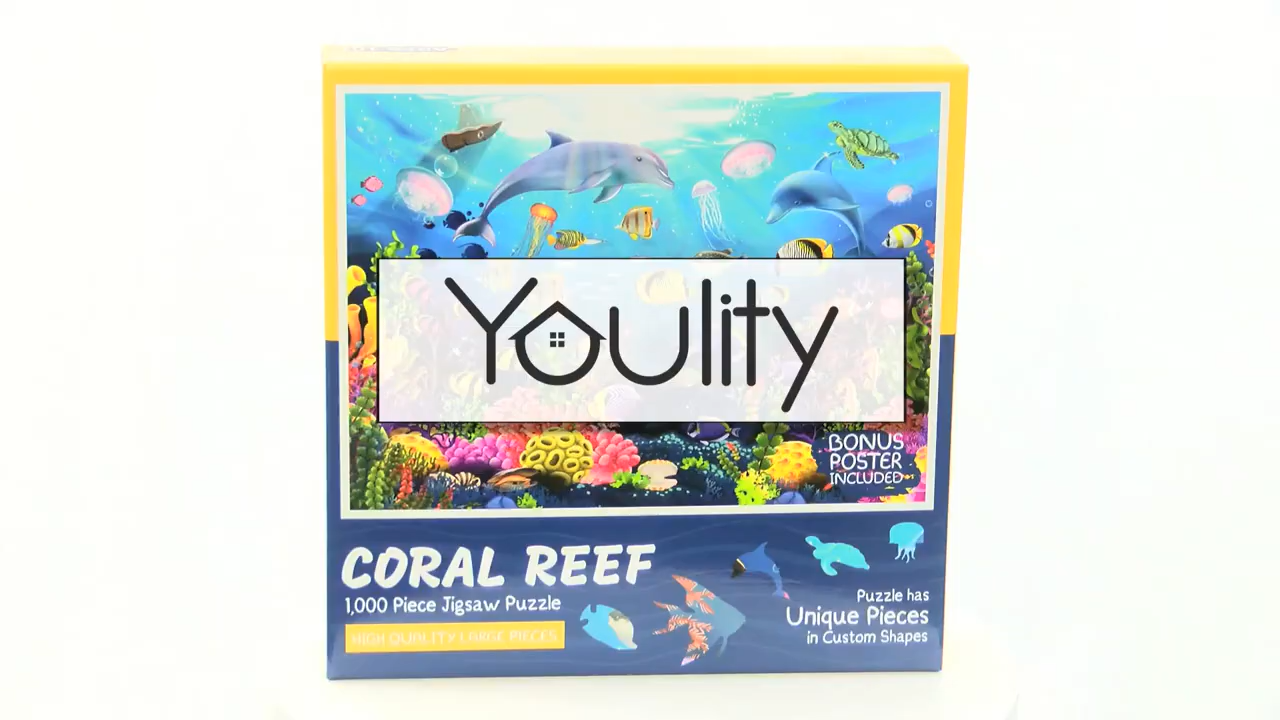 Youlity
BONUS
POSTER
INCLUDED
CORAL REEF
1,000 Piece Jigsaw Puzzle
HIGH QUALITY LARGE PIECES
Puzzle has
Unique Pieces
in Custom Shapes